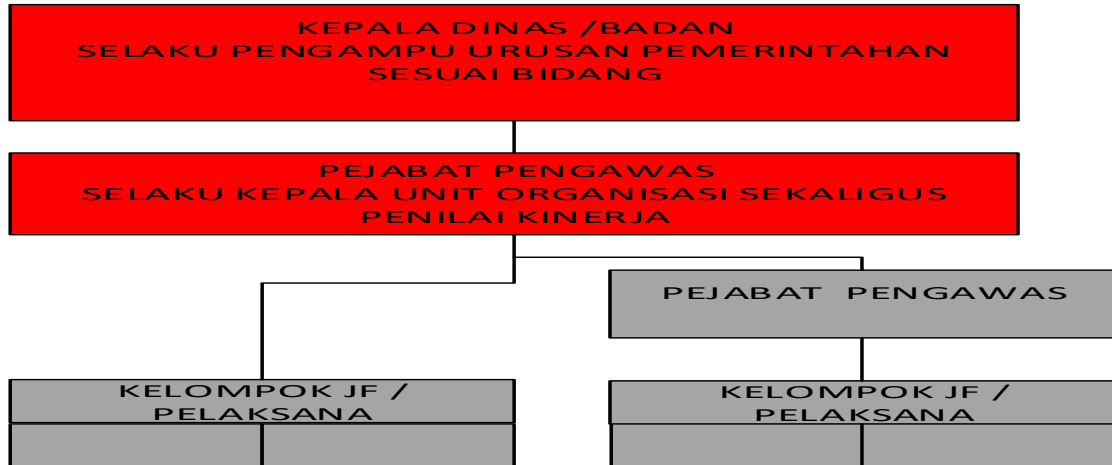 KEPALA DINAS /BADAN
SELAKU PENGAMPU URUSAN PEMERINTAHAN
SESUAI BIDANG
PEJABAT PENGAWAS
SELAKU KEPALA UNIT ORGANISASI SEKALIGUS
PENILAI KINERJA
PEJABAT PENGAWAS
KELOMPOK JF /
PELAKSANA
KELOMPOK JF /
PELAKSANA